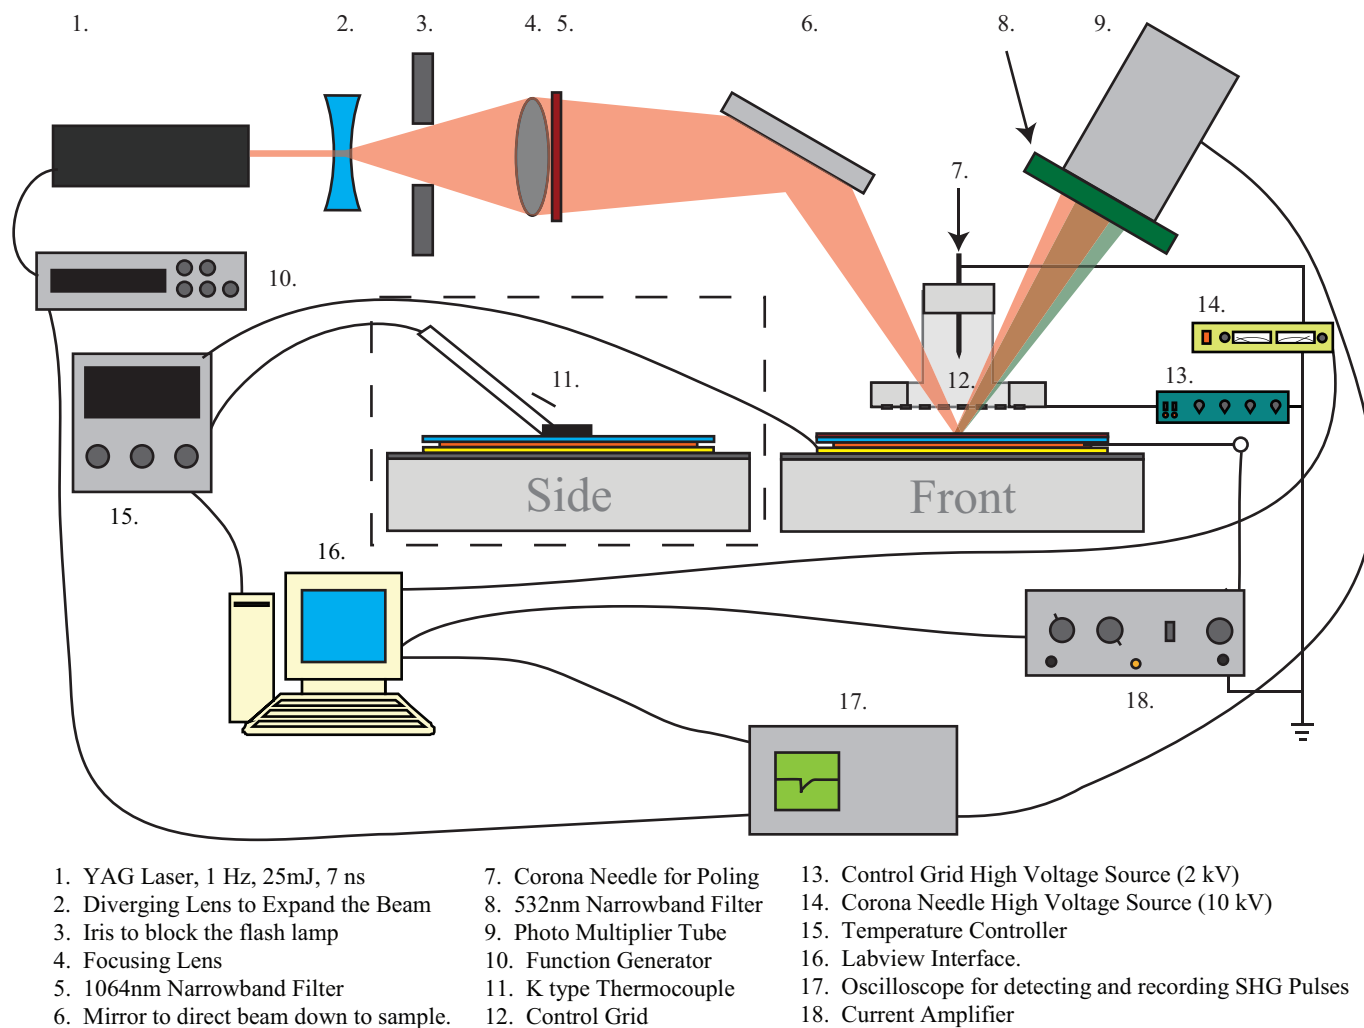 1.
2.
3.
4.
5.
6.
8.
9.
7.
10.
14.
11.
12.
13.
Side
Front
15.
16.
17.
18.
1. YAG Laser, 1 Hz, 25mJ, 7 ns
2. Diverging Lens to Expand the Beam
3. Iris to block the flash lamp
4. Focusing Lens
5. 1064nm Narrowband Filter
6. Mirror to direct beam down to sample.
7. Corona Needle for Poling
8. 532nm Narrowband Filter
9. Photo Multiplier Tube
10. Function Generator
11. K type Thermocouple
12. Control Grid
13. Control Grid High Voltage Source (2 kV)
14. Corona Needle High Voltage Source (10 kV)
15. Temperature Controller
16. Labview Interface.
17. Oscilloscope for detecting and recording SHG Pulses
18. Current Amplifier